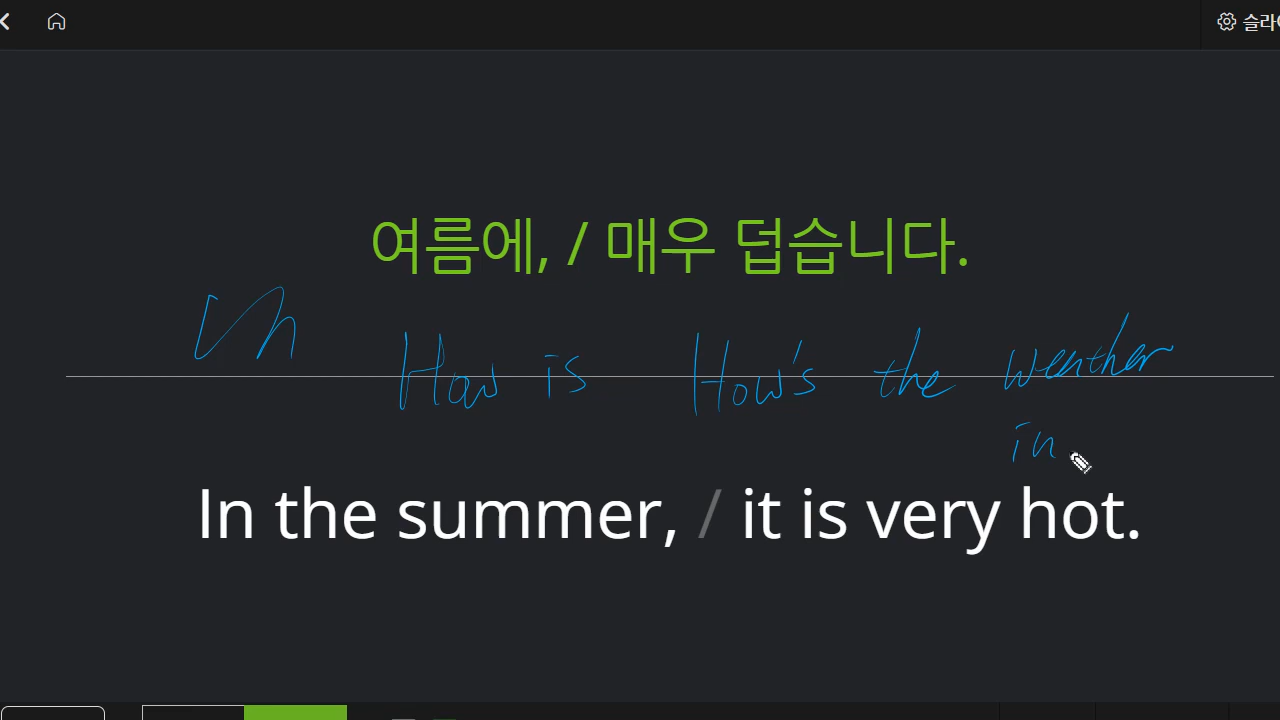 슬라
여름에, / 매우 덥습니다.
In
How is How's the weather
in
In the summer, / it is very hot.